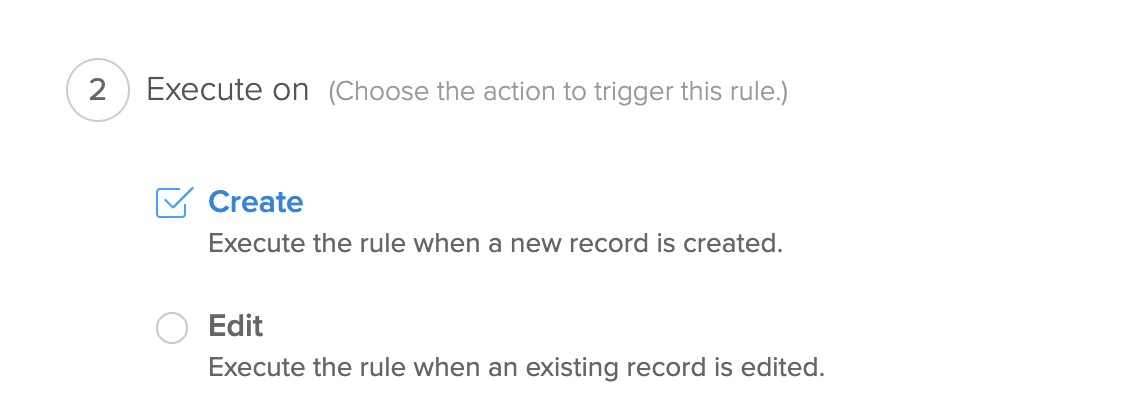 2 Execute on (Choose the action to trigger this rule.)
Create
Execute the rule when a new record is created.
Edit
Execute the rule when an existing record is edited.